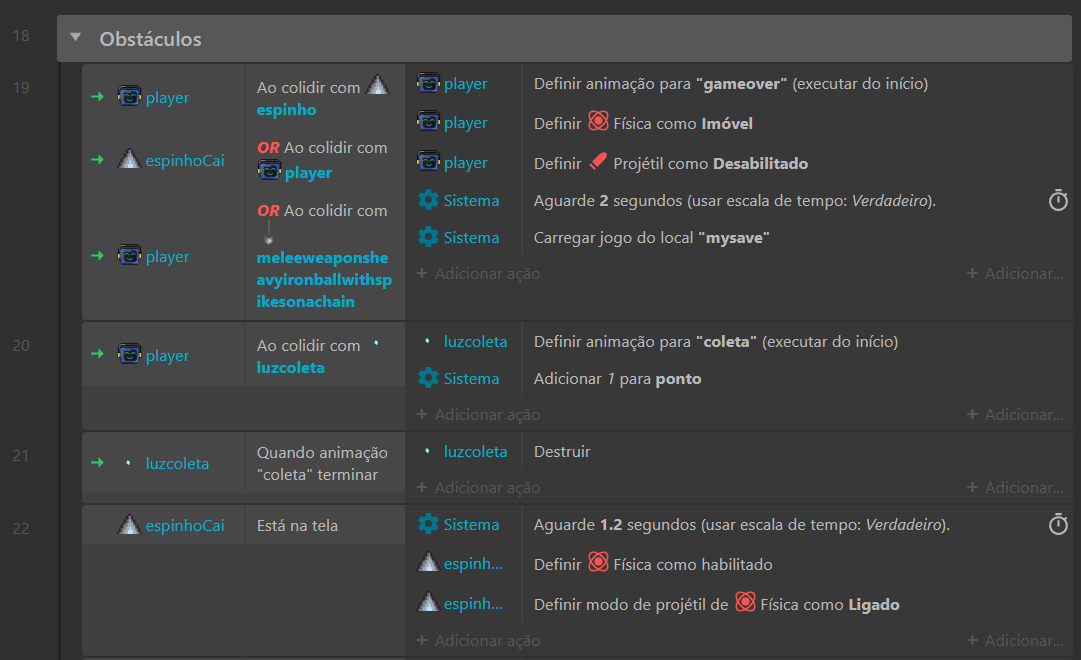 18
Obstáculos
19
player
Ao colidir com
espinho
espinhoCai
OR Ao colidir com
player
player
OR Ao colidir com
meleeweaponshe
avyironballwithsp
ikesonachain
player Definir animação para "gameover" (executar do início)
player Definir Física como Imóvel
player Definir Projétil como Desabilitado
Sistema Aguarde 2 segundos (usar escala de tempo: Verdadeiro).
Sistema Carregar jogo do local "mysave"
+ Adicionar ação + Adicionar...
20
player
Ao colidir com
luzcoleta
luzcoleta Definir animação para "coleta" (executar do início)
Sistema Adicionar 1 para ponto
+ Adicionar ação + Adicionar...
21
luzcoleta
Quando animação
"coleta" terminar
luzcoleta Destruir
+ Adicionar ação + Adicionar...
22
espinhoCai Está na tela
Sistema Aguarde 1.2 segundos (usar escala de tempo: Verdadeiro).
espinh... Definir Física como habilitado
espinh... Definir modo de projétil de Física como Ligado
+ Adicionar ação + Adicionar...